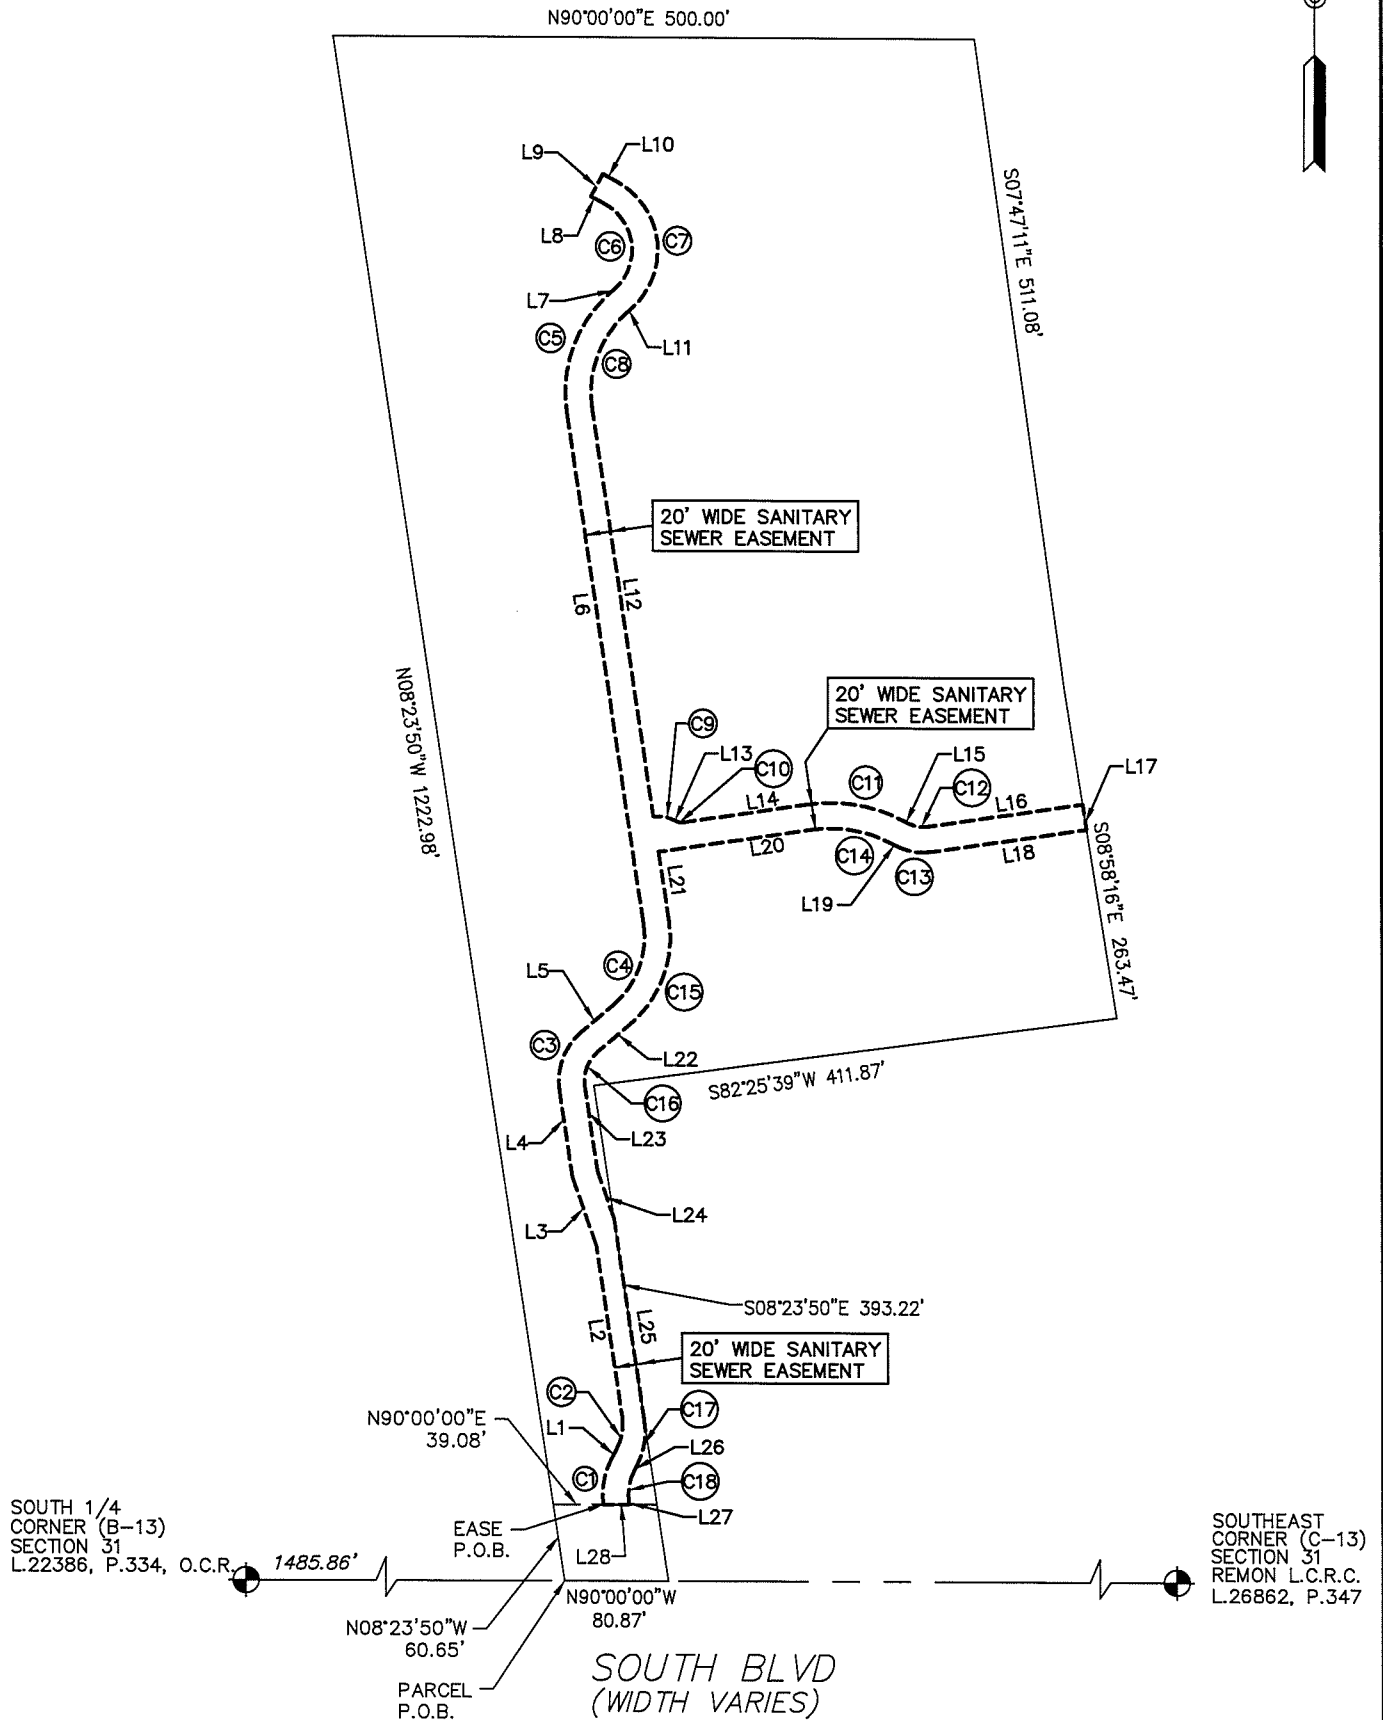 N90°00'00"E 500.00'
L9
L10
L8
C6
C7
S07°47'11"E 511.08'
L7
C5
C8
L11
20' WIDE SANITARY
SEWER EASEMENT
L6
L12
N08°23'50"W 1222.98'
20' WIDE SANITARY
SEWER EASEMENT
C9
L13
C10
L14
C11
L15
C12
L16
L17
L20
C14
L19
C13
L18
S08°58'16"E 263.47'
L21
L5
C4
C15
C3
L22
S82°25'39"W 411.87'
C16
L4
L23
L3
L24
S08°23'50"E 393.22'
L2
L25
20' WIDE SANITARY
SEWER EASEMENT
C2
C17
N90°00'00"E
39.08'
L1
L26
C1
C18
L27
EASE
P.O.B.
L28
SOUTH 1/4
CORNER (B-13)
SECTION 31
L.22386, P.334, O.C.R.
1485.86'
SOUTHEAST
CORNER (C-13)
SECTION 31
REMON L.C.R.C.
L.26862, P.347
N90°00'00"W
80.87'
N08°23'50"W
60.65'
PARCEL
P.O.B.
SOUTH BLVD
(WIDTH VARIES)